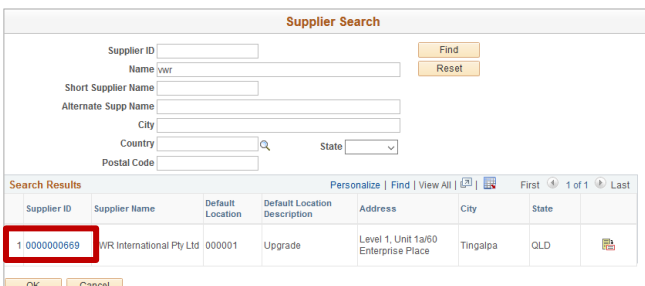 Supplier Search
Supplier ID Find
Name vwr Reset
Short Supplier Name
Alternate Supp Name
City
Country State
Postal Code
Search Results Personalize | Find | View All | | First 1 of 1 Last
Supplier ID Supplier Name Default Location Default Location Description Address City State
1 0000000669 WR International Pty Ltd 000001 Upgrade Level 1, Unit 1a/60 Enterprise Place Tingalpa QLD
OK Cancel